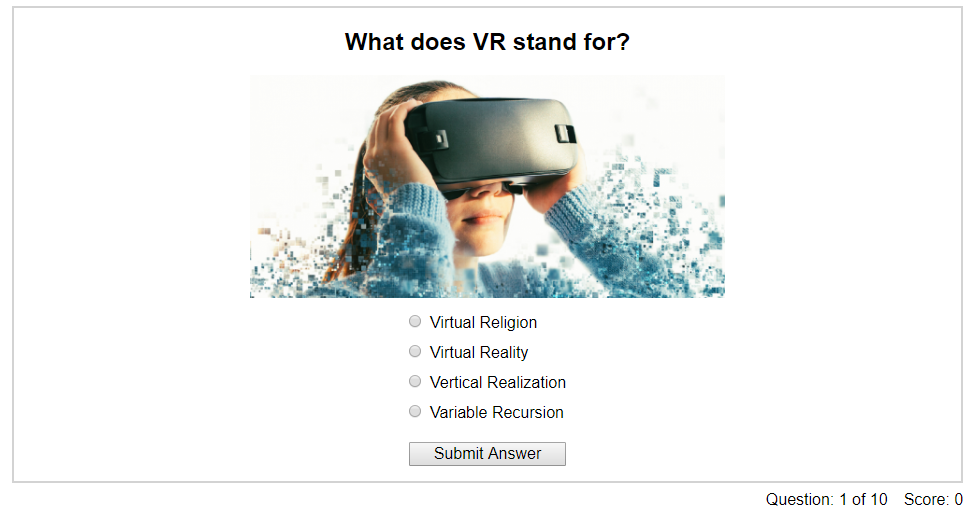 What does VR stand for?
Virtual Religion
Virtual Reality
Vertical Realization
Variable Recursion
Submit Answer
Question: 1 of 10 Score: 0